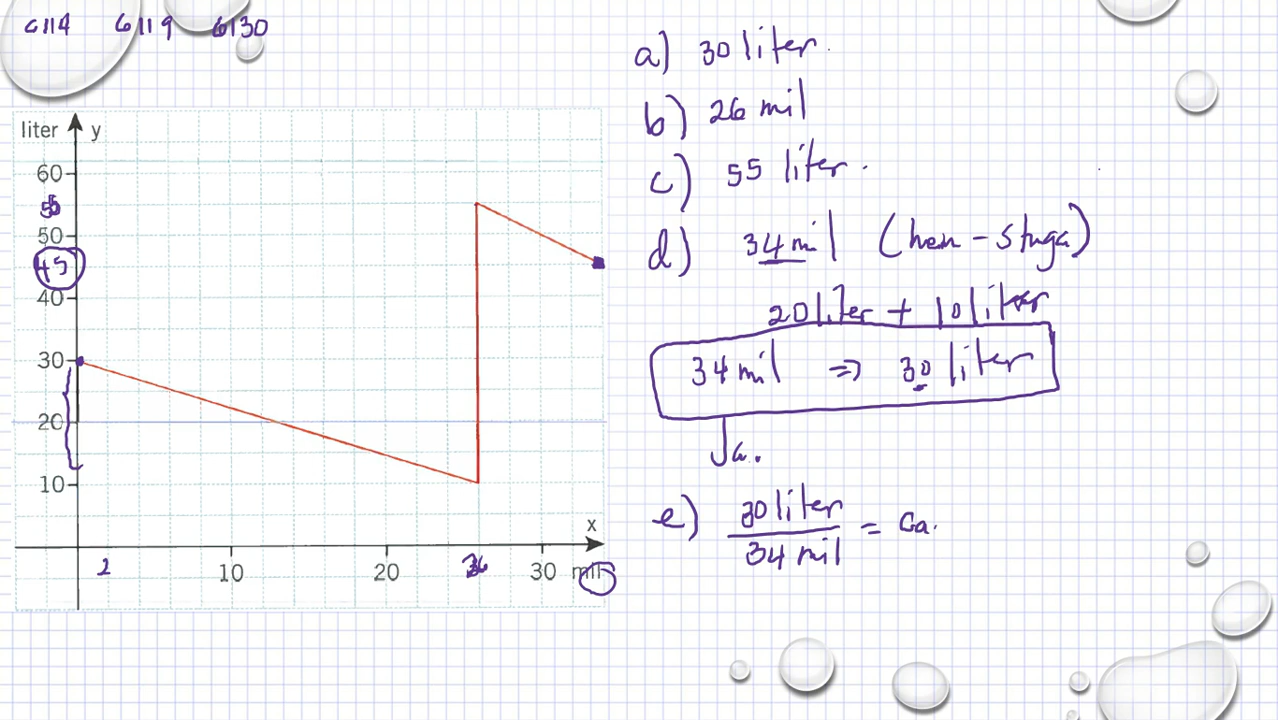 6114 6119 6130
liter y
60
55
50
45
40
30
20
10
x
2 10 20 26 30 mil
a) 30 liter.
b) 26 mil
c) 55 liter.
d) 34 mil (hem - stuga)
20 liter + 10 liter
34 mil => 30 liter
Ja.
e) 30 liter
34 mil = ca.